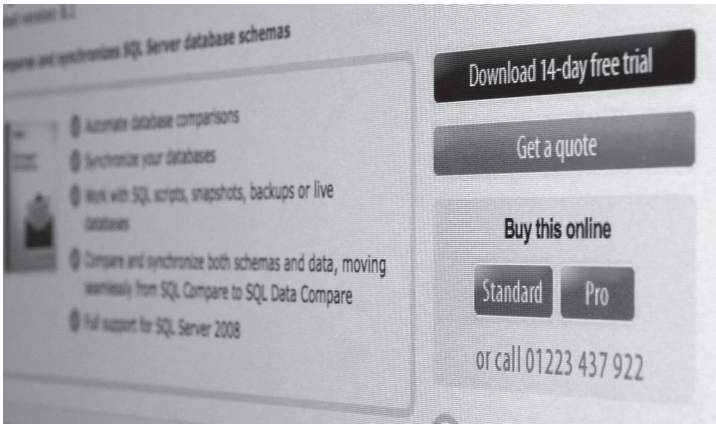 version: 8.1
and synchronizes SQL Server database schemas
Automate database comparisons
Synchronize your databases
Work with SQL scripts, snapshots, backups or live
databases
Compare and synchronize both schemas and data, moving
seamlessly from SQL Compare to SQL Data Compare
Full support for SQL Server 2008
Download 14-day free trial
Get a quote
Buy this online
Standard
Pro
or call 01223 437 922